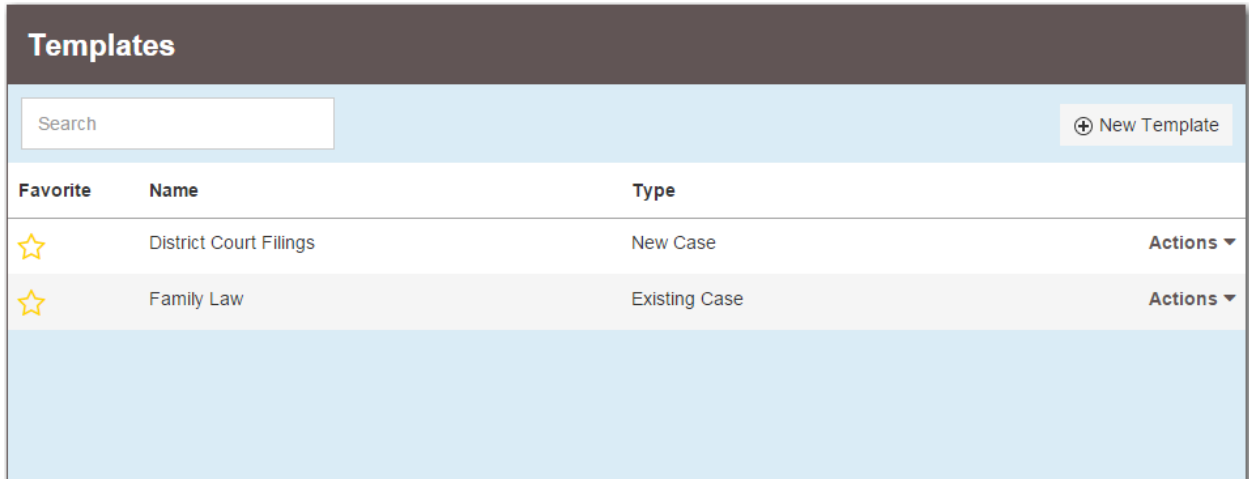 Templates
Search
New Template
Favorite Name Type
District Court Filings New Case Actions
Family Law Existing Case Actions